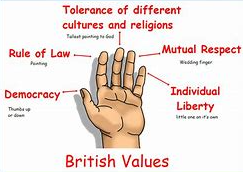 Tolerance of different
cultures and religions
Tallest pointing to God
Rule of Law
Pointing
Mutual Respect
Wedding finger
Democracy
Thumbs up
or down
Individual
Liberty
little one on it's own
British Values